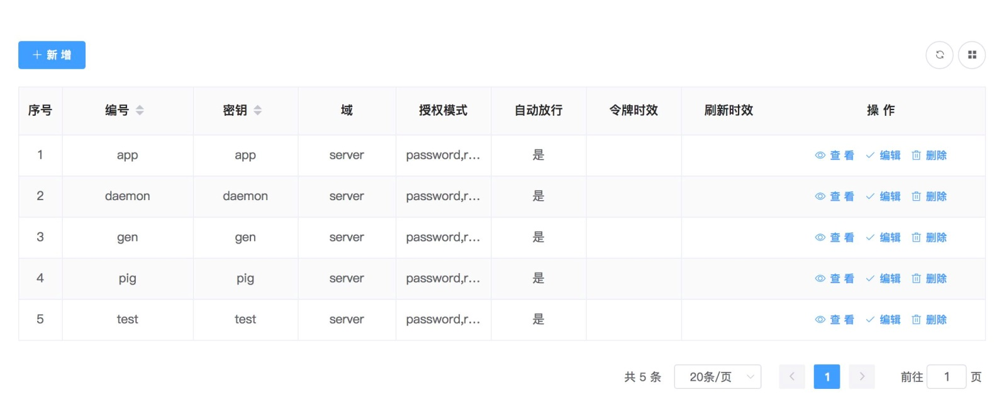 新 增
序号 编号 密钥 域 授权模式 自动放行 令牌时效 刷新时效 操 作
1 app app server password,r... 是 查 看 编辑 删除
2 daemon daemon server password,r... 是 查 看 编辑 删除
3 gen gen server password,r... 是 查 看 编辑 删除
4 pig pig server password,r... 是 查 看 编辑 删除
5 test test server password,r... 是 查 看 编辑 删除
共 5 条 20条/页 1 前往 1 页